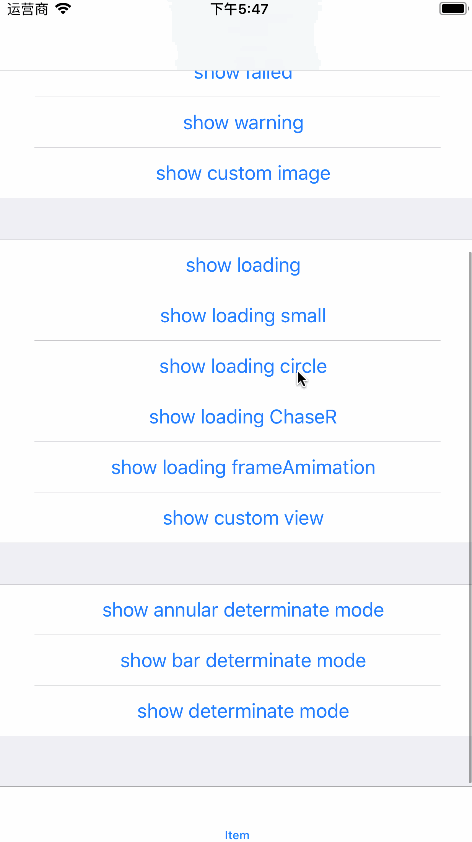 运营商
下午5:47
show failed
show warning
show custom image
show loading
show loading small
show loading circle
show loading ChaseR
show loading frameAmimation
show custom view
show annular determinate mode
show bar determinate mode
show determinate mode
Item